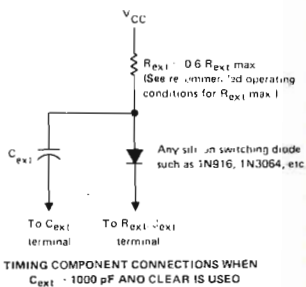 VCC
Rext 0.6 Rext max
(See operating
conditions for Rext max )
Cext
Any switching diode
such as 1N916, 1N3064, etc
To Cext
terminal
To Rext Cext
terminal
TIMING COMPONENT CONNECTIONS WHEN
Cext 1000 pF AND CLEAR IS USED